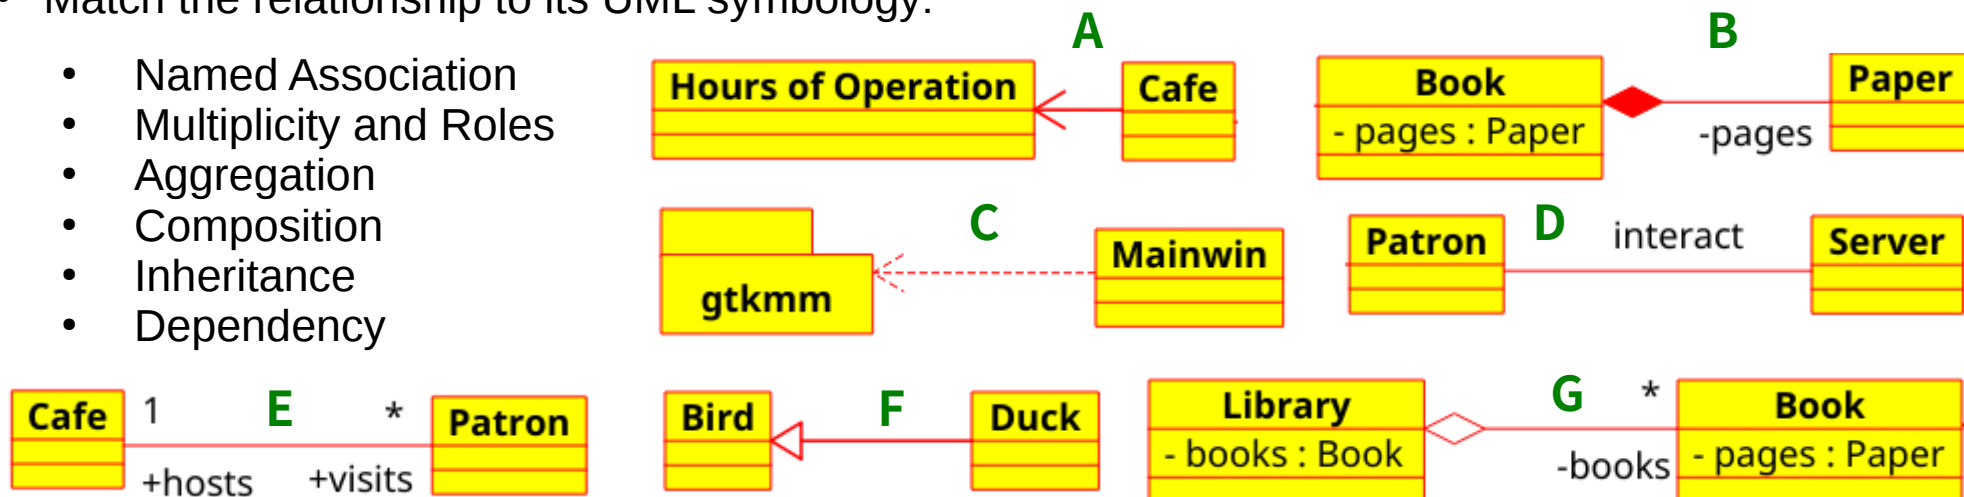 • Match the relationship to its UML symbology:
• Named Association
• Multiplicity and Roles
• Aggregation
• Composition
• Inheritance
• Dependency
A
Hours of Operation
Cafe
B
Book
- pages : Paper
-pages
Paper
C
gtkmm
Mainwin
D
Patron
interact
Server
E
Cafe
1
*
+hosts
+visits
Patron
F
Bird
Duck
G
Library
- books : Book
*
-books
Book
- pages : Paper